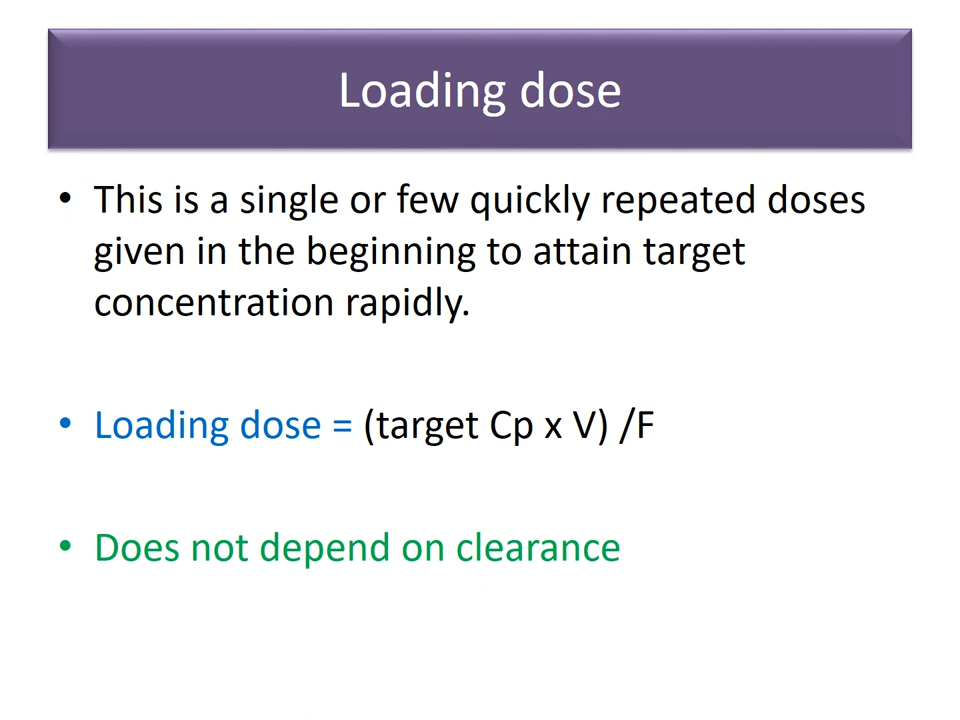 Loading dose
• This is a single or few quickly repeated doses
given in the beginning to attain target
concentration rapidly.
• Loading dose = (target Cp x V) /F
• Does not depend on clearance